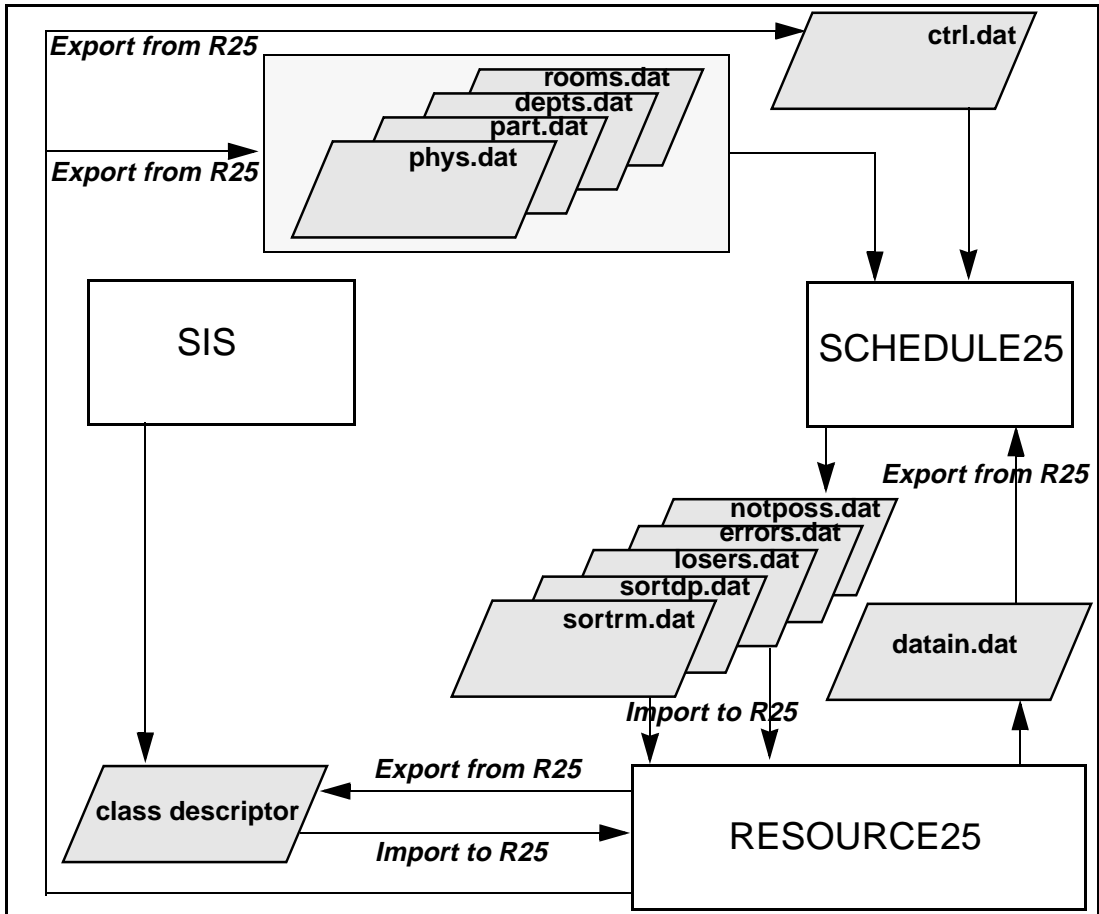 ctrl.dat
Export from R25
rooms.dat
depts.dat
part.dat
phys.dat
Export from R25
SIS
SCHEDULE25
Export from R25
notposs.dat
errors.dat
losers.dat
sortdp.dat
sortrm.dat
datain.dat
Import to R25
Export from R25
class descriptor
RESOURCE25
Import to R25